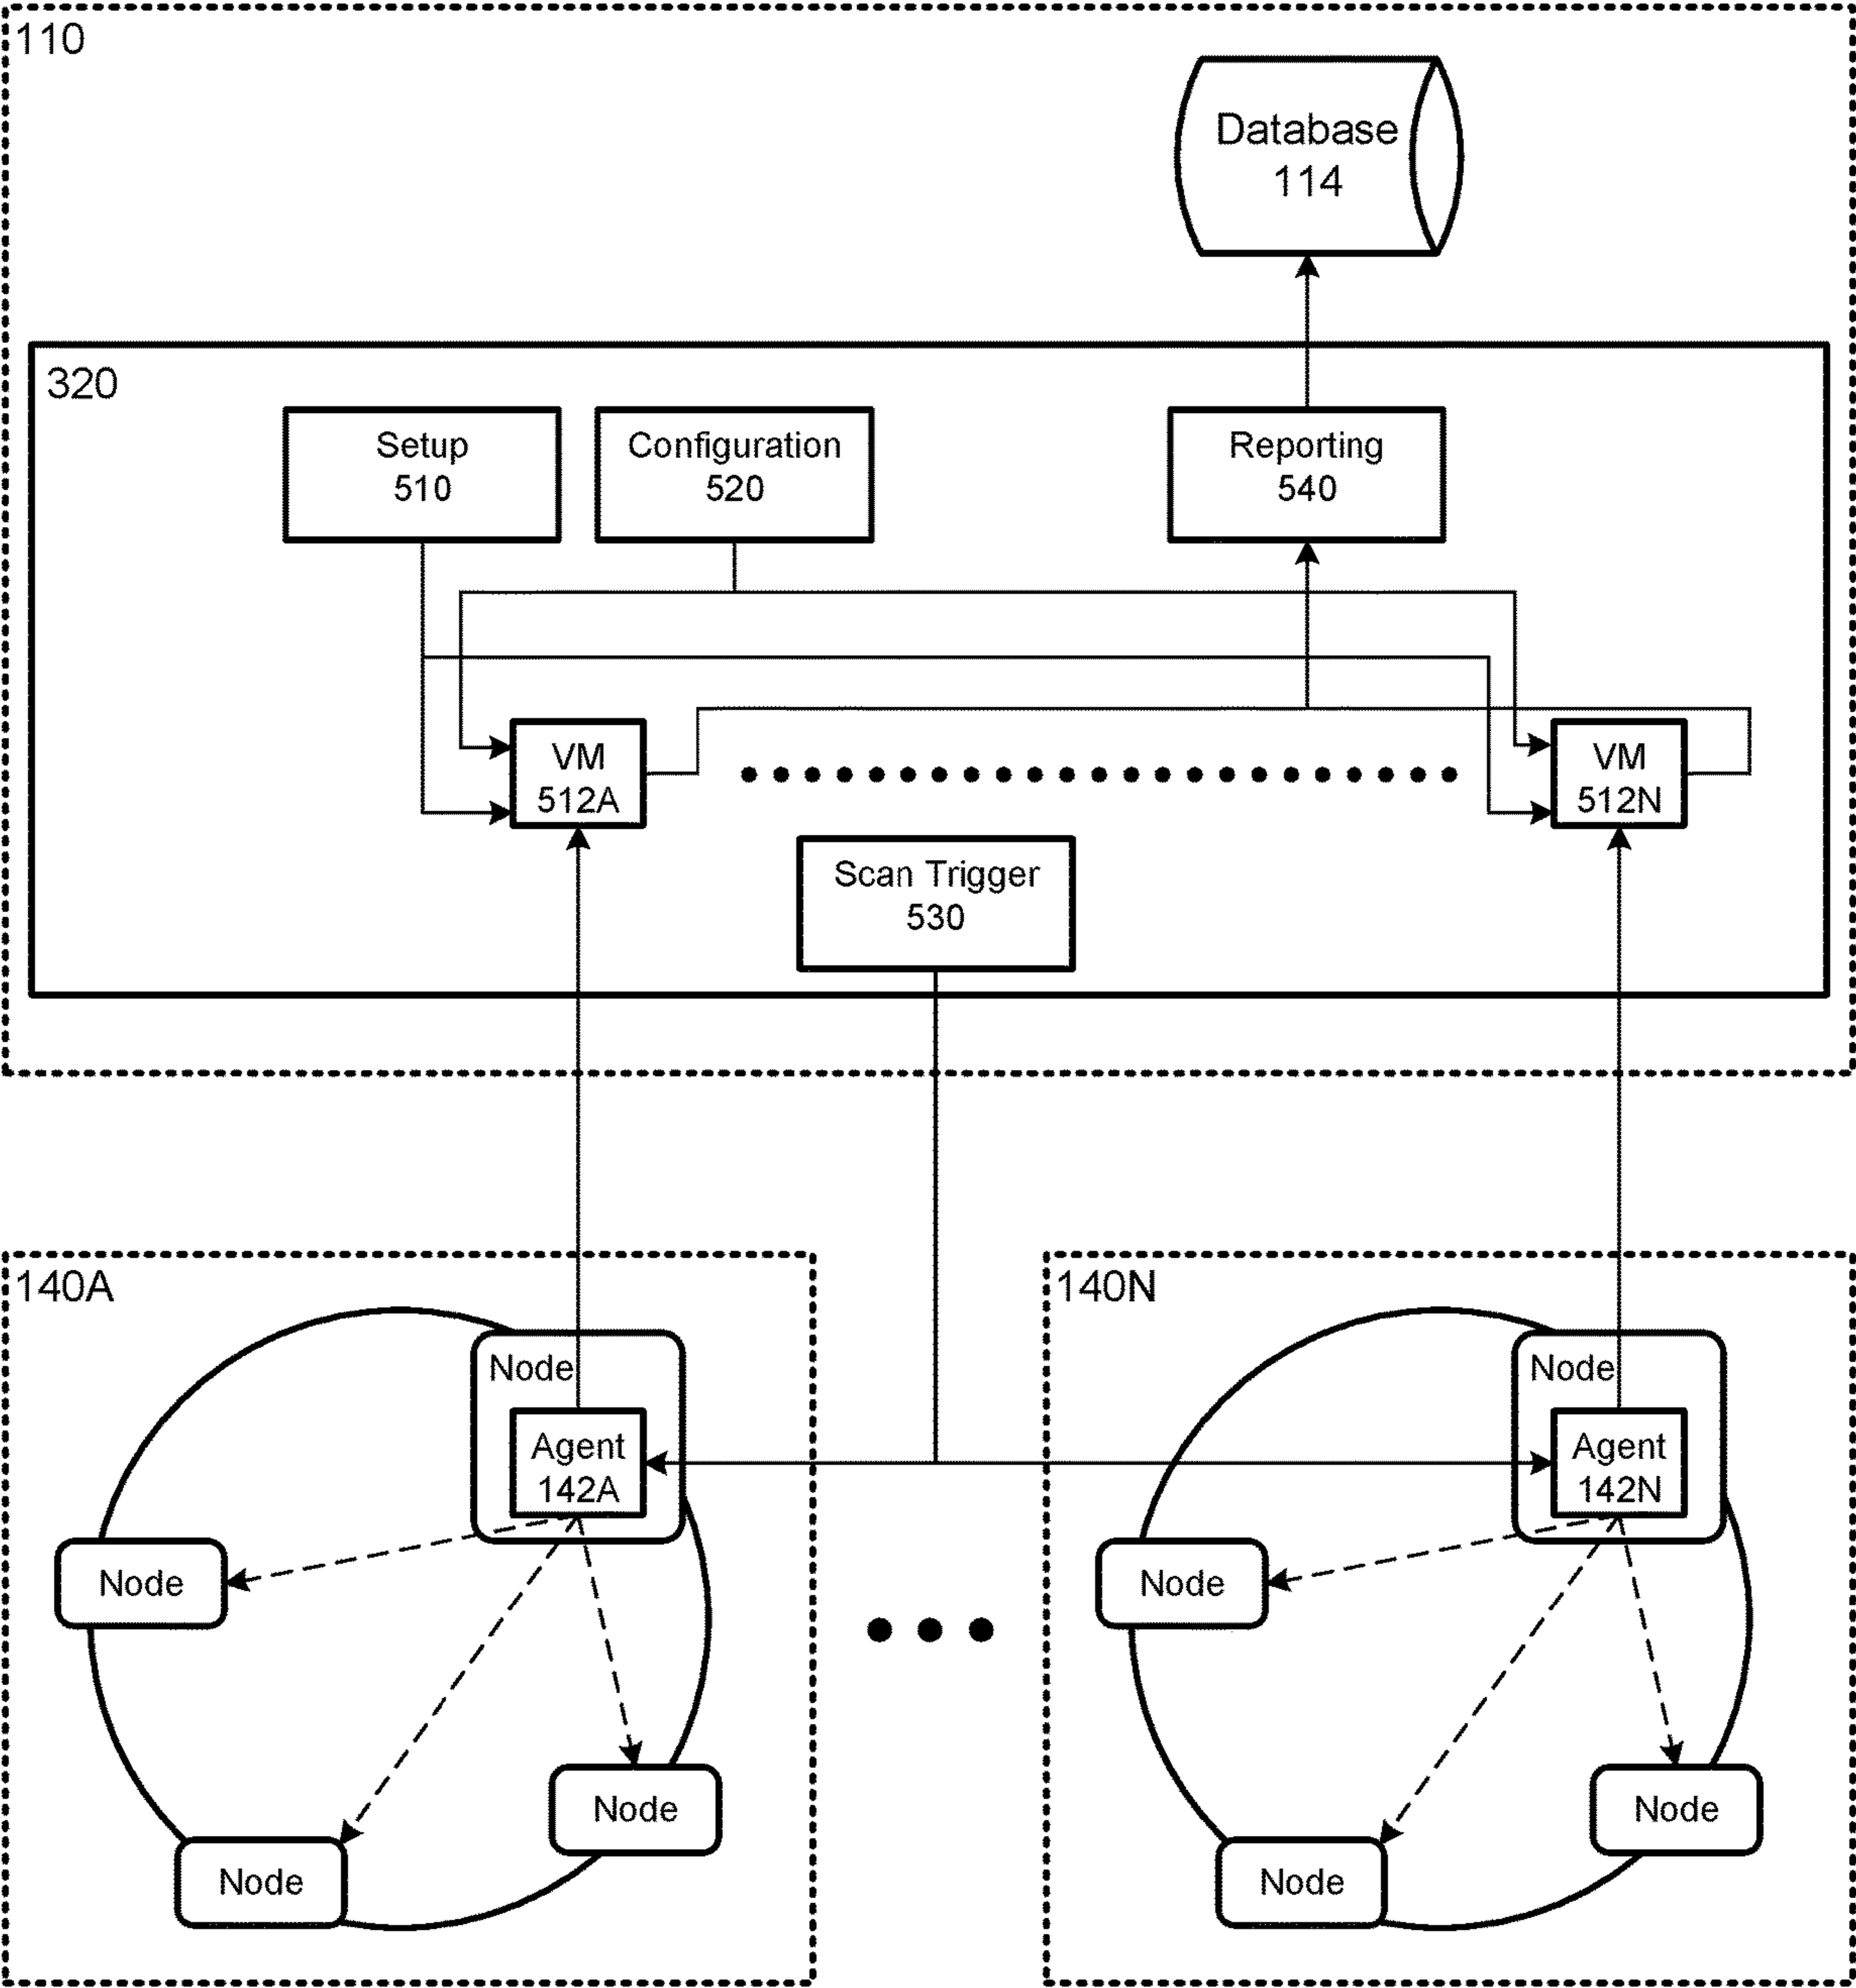 110
Database
114
320
Setup
510
Configuration
520
Reporting
540
VM
512A
VM
512N
Scan Trigger
530
140A
140N
Node
Node
Agent
142A
Agent
142N
Node
Node
Node
Node
Node
Node